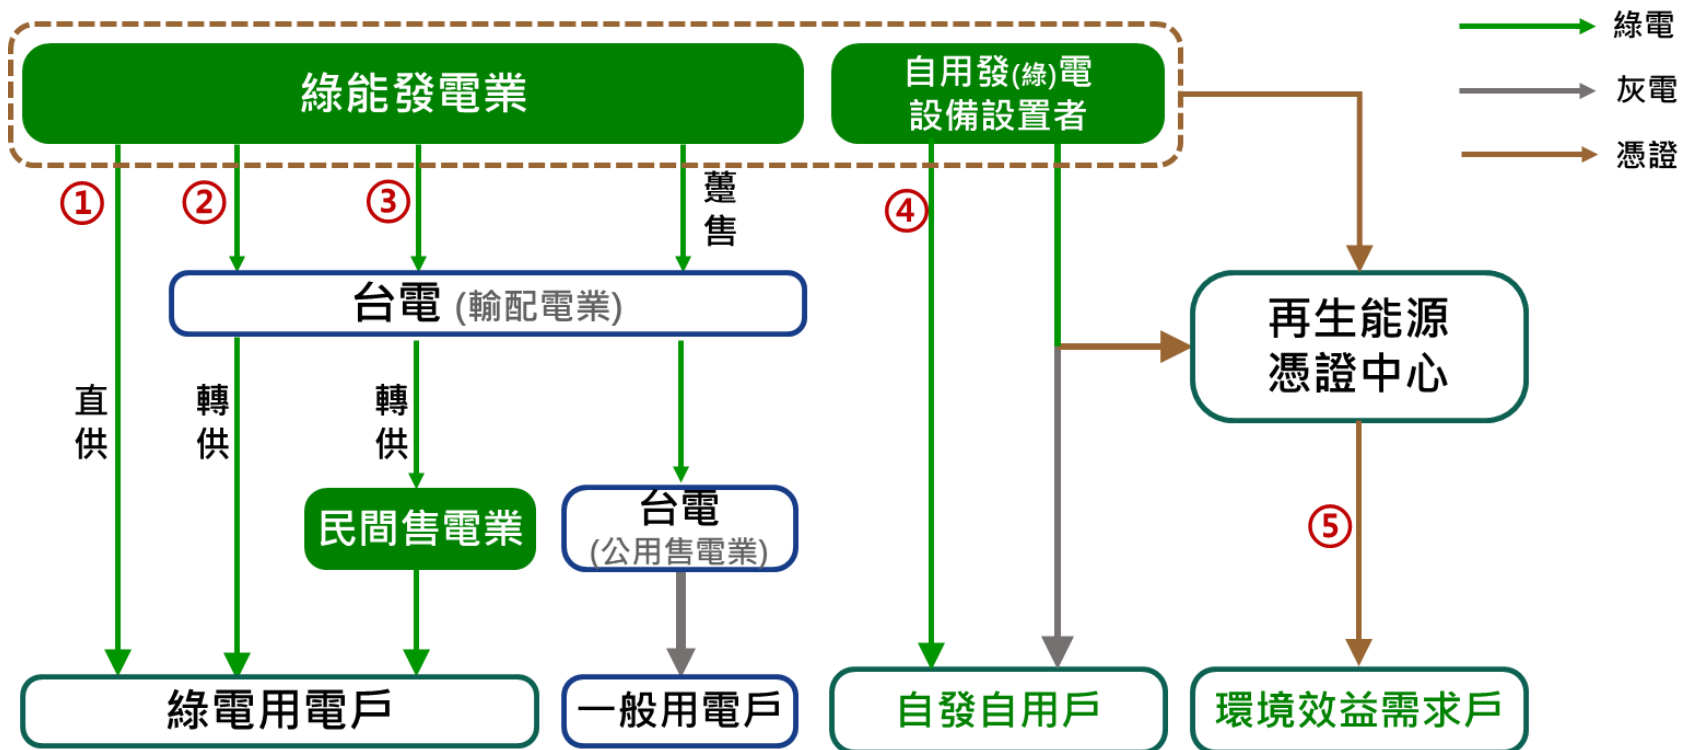 綠電
灰電
憑證
綠能發電業
自用發(綠)電
設備設置者
①
②
③
躉售
④
台電 (輸配電業)
再生能源
憑證中心
直供
轉供
轉供
民間售電業
台電
(公用售電業)
⑤
綠電用電戶
一般用電戶
自發自用戶
環境效益需求戶